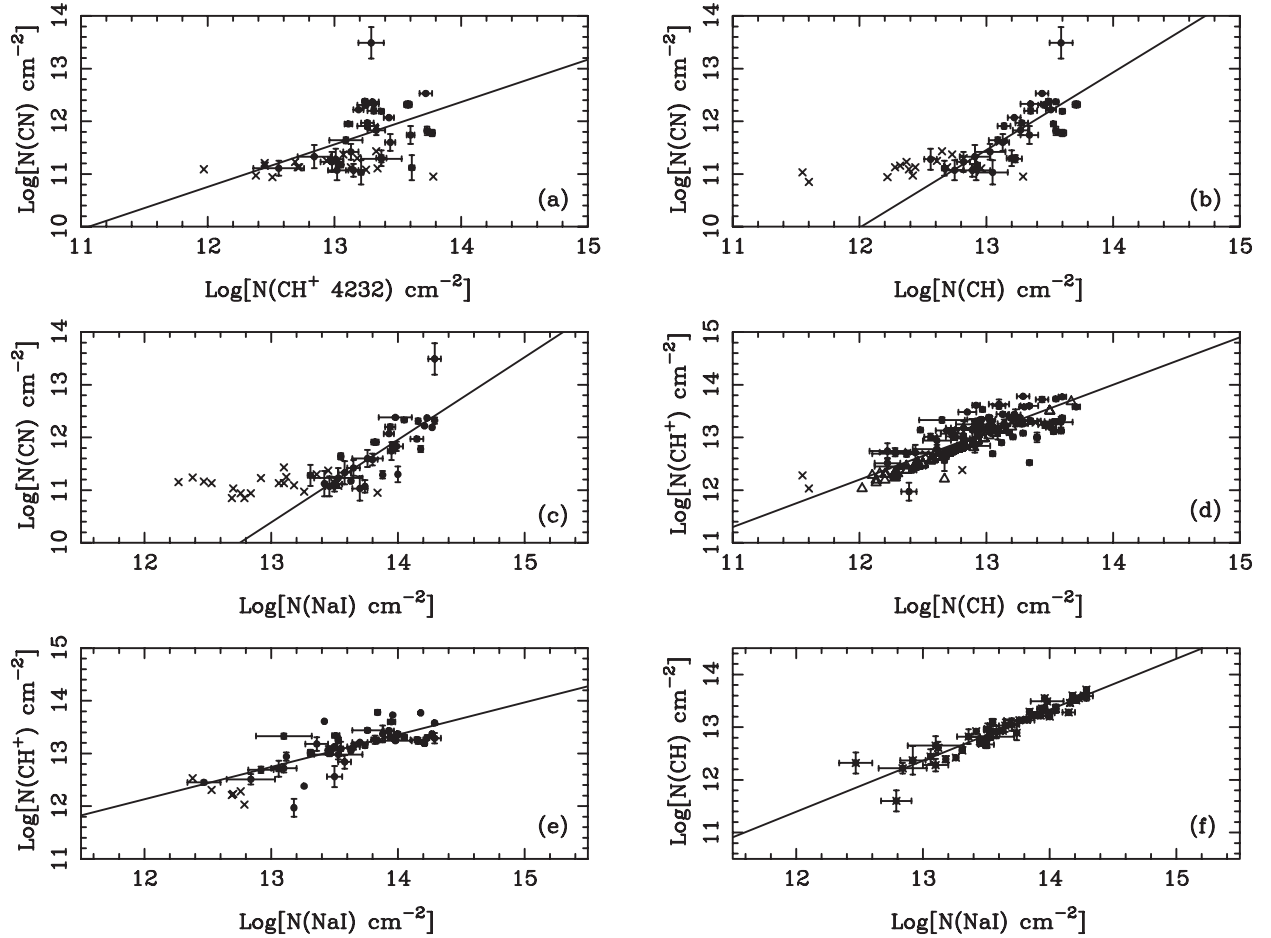 14
13
12
11
10
Log[N(CN) cm⁻²]
(a)
11 12 13 14 15
Log[N(CH⁺ 4232) cm⁻²]
14
13
12
11
10
Log[N(CN) cm⁻²]
(b)
11 12 13 14 15
Log[N(CH) cm⁻²]
14
13
12
11
10
Log[N(CN) cm⁻²]
(c)
12 13 14 15
Log[N(NaI) cm⁻²]
15
14
13
12
11
Log[N(CH⁺) cm⁻²]
(d)
11 12 13 14 15
Log[N(CH) cm⁻²]
15
14
13
12
11
Log[N(CH⁺) cm⁻²]
(e)
12 13 14 15
Log[N(NaI) cm⁻²]
14
13
12
11
Log[N(CH) cm⁻²]
(f)
12 13 14 15
Log[N(NaI) cm⁻²]